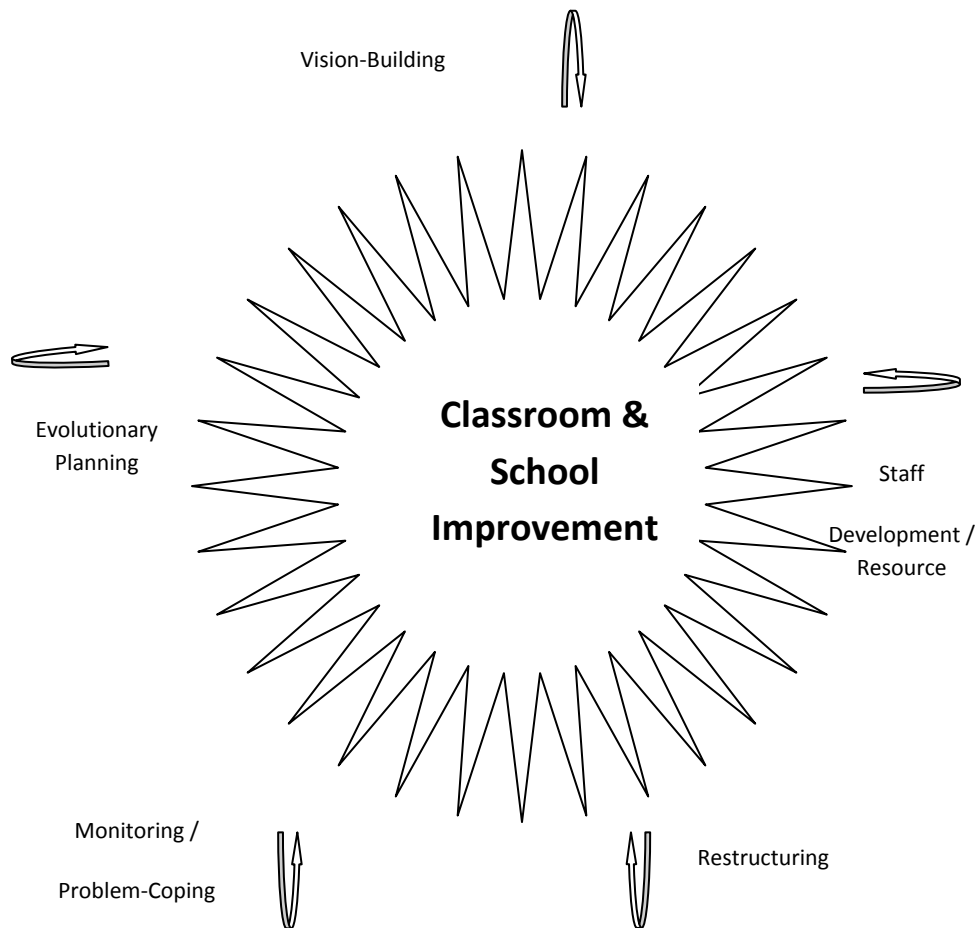 Vision-Building
Evolutionary
Planning
Classroom &
School
Improvement
Staff
Development /
Resource
Monitoring /
Problem-Coping
Restructuring